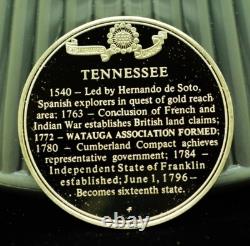 TENNESSEE
1540 – Led by Hernando de Soto,
Spanish explorers in quest of gold reach
area; 1763 – Conclusion of French and
Indian War establishes British land claims;
1772 – WATAUGA ASSOCIATION FORMED;
1780 – Cumberland Compact achieves
representative government; 1784 –
Independent State of Franklin
established; June 1, 1796 –
Becomes sixteenth state.